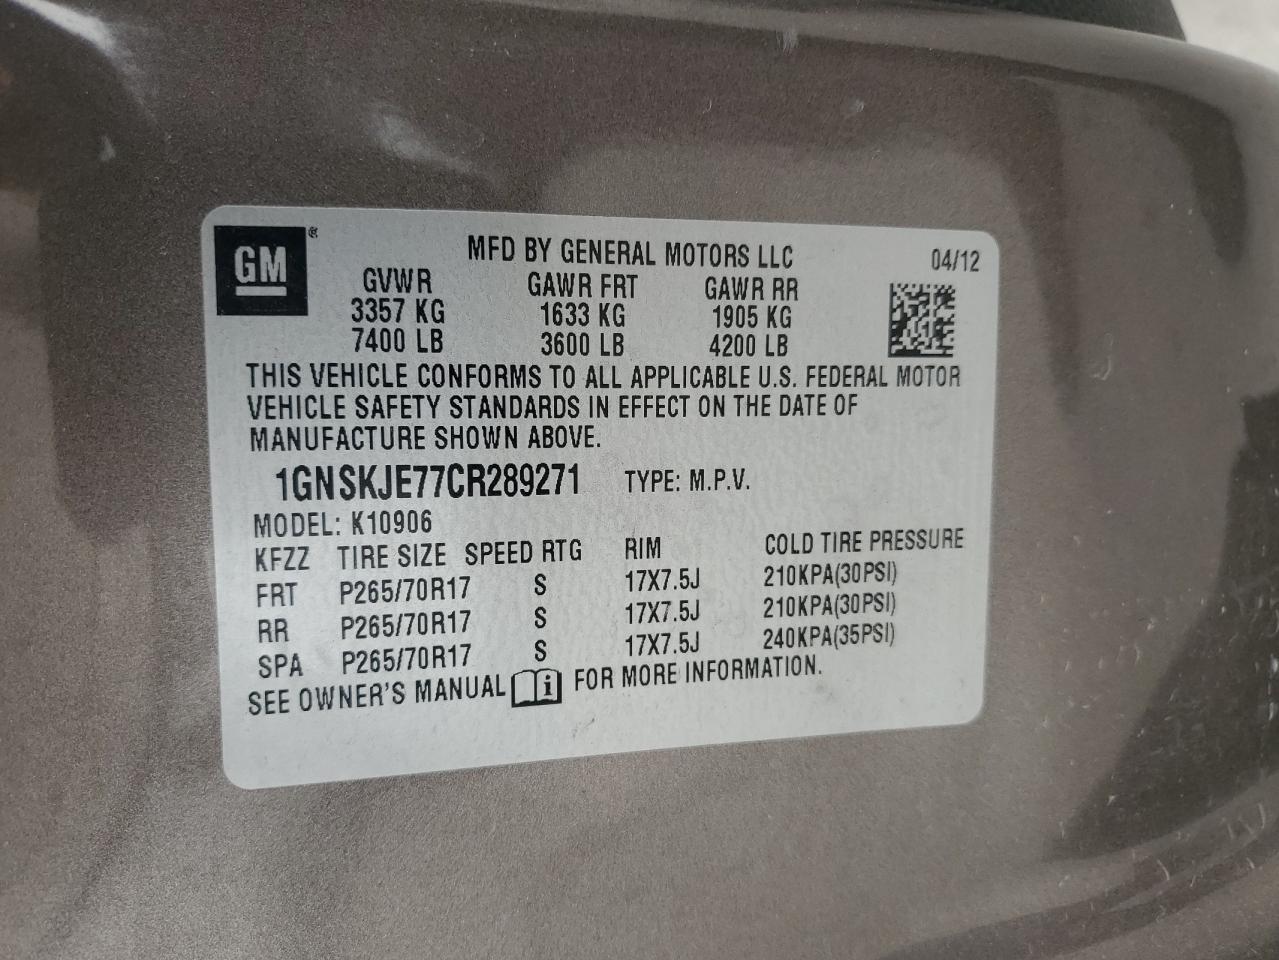 GM ®
MFD BY GENERAL MOTORS LLC 04/12
GVWR GAWR FRT GAWR RR
3357 KG 1633 KG 1905 KG
7400 LB 3600 LB 4200 LB
THIS VEHICLE CONFORMS TO ALL APPLICABLE U.S. FEDERAL MOTOR
VEHICLE SAFETY STANDARDS IN EFFECT ON THE DATE OF
MANUFACTURE SHOWN ABOVE.
1GNSKJE77CR289271 TYPE: M.P.V.
MODEL: K10906
KFZZ TIRE SIZE SPEED RTG RIM COLD TIRE PRESSURE
FRT P265/70R17 S 17X7.5J 210KPA(30PSI)
RR P265/70R17 S 17X7.5J 210KPA(30PSI)
SPA P265/70R17 S 17X7.5J 240KPA(35PSI)
SEE OWNER'S MANUAL i FOR MORE INFORMATION.